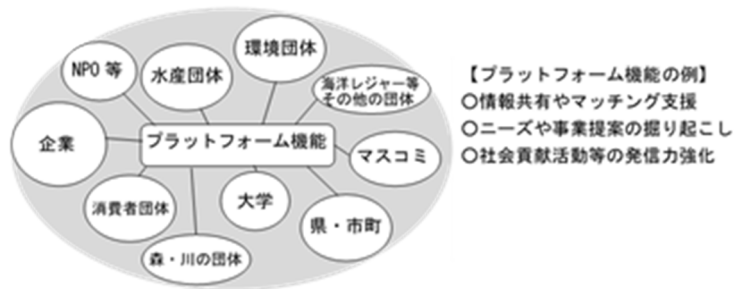 環境団体
NPO 等
水産団体
海洋レジャー等
その他の団体
企業
プラットフォーム機能
マスコミ
消費者団体
大学
県・市町
森・川の団体
【プラットフォーム機能の例】
〇情報共有やマッチング支援
〇ニーズや事業提案の掘り起こし
〇社会貢献活動等の発信力強化